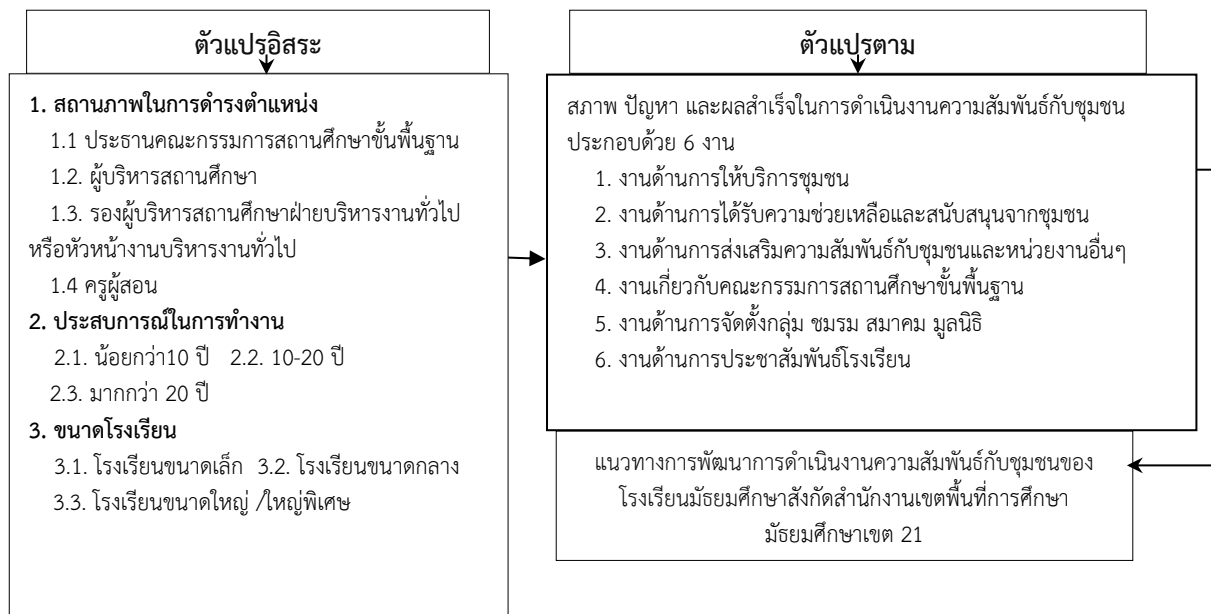 ตัวแปรอิสระ
1. สถานภาพในการดำรงตำแหน่ง
1.1 ประธานคณะกรรมการสถานศึกษาขั้นพื้นฐาน
1.2. ผู้บริหารสถานศึกษา
1.3. รองผู้บริหารสถานศึกษาฝ่ายบริหารงานทั่วไป
หรือหัวหน้างานบริหารงานทั่วไป
1.4 ครูผู้สอน
2. ประสบการณ์ในการทำงาน
2.1. น้อยกว่า10 ปี 2.2. 10-20 ปี
2.3. มากกว่า 20 ปี
3. ขนาดโรงเรียน
3.1. โรงเรียนขนาดเล็ก 3.2. โรงเรียนขนาดกลาง
3.3. โรงเรียนขนาดใหญ่ /ใหญ่พิเศษ
ตัวแปรตาม
สภาพ ปัญหา และผลสำเร็จในการดำเนินงานความสัมพันธ์กับชุมชน
ประกอบด้วย 6 งาน
1. งานด้านการให้บริการชุมชน
2. งานด้านการได้รับความช่วยเหลือและสนับสนุนจากชุมชน
3. งานด้านการส่งเสริมความสัมพันธ์กับชุมชนและหน่วยงานอื่นๆ
4. งานเกี่ยวกับคณะกรรมการสถานศึกษาขั้นพื้นฐาน
5. งานด้านการจัดตั้งกลุ่ม ชมรม สมาคม มูลนิธิ
6. งานด้านการประชาสัมพันธ์โรงเรียน
แนวทางการพัฒนาการดำเนินงานความสัมพันธ์กับชุมชนของ
โรงเรียนมัธยมศึกษาสังกัดสำนักงานเขตพื้นที่การศึกษา
มัธยมศึกษาเขต 21